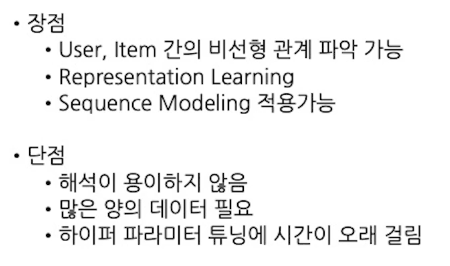 • 장점
• User, Item 간의 비선형 관계 파악 가능
• Representation Learning
• Sequence Modeling 적용가능
• 단점
• 해석이 용이하지 않음
• 많은 양의 데이터 필요
• 하이퍼 파라미터 튜닝에 시간이 오래 걸림